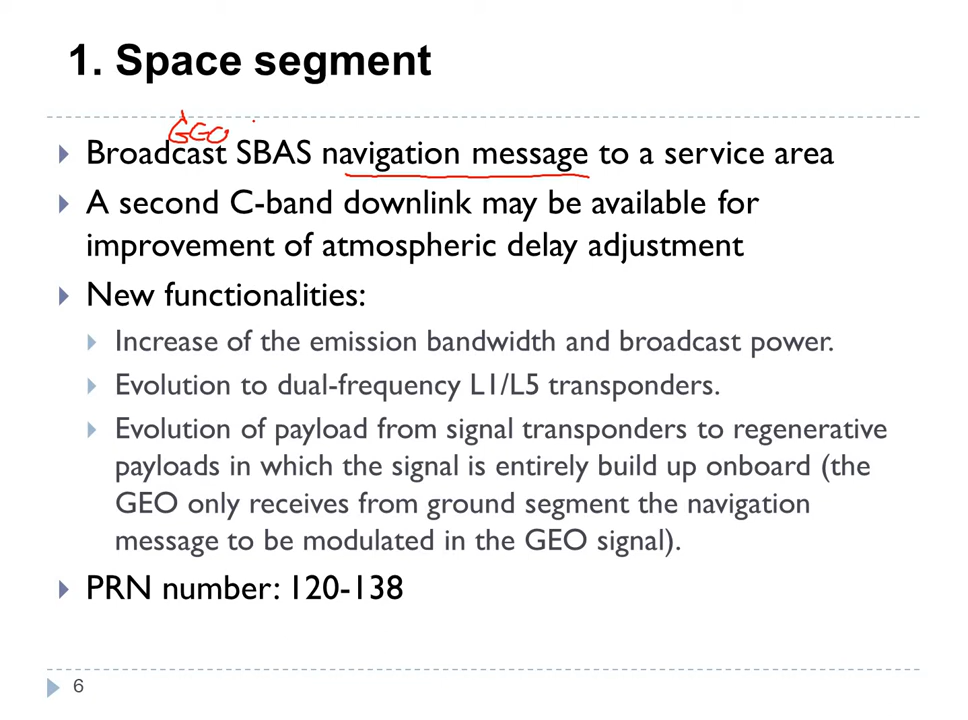 1. Space segment
GEO
Broadcast SBAS navigation message to a service area
A second C-band downlink may be available for
improvement of atmospheric delay adjustment
New functionalities:
Increase of the emission bandwidth and broadcast power.
Evolution to dual-frequency L1/L5 transponders.
Evolution of payload from signal transponders to regenerative
payloads in which the signal is entirely build up onboard (the
GEO only receives from ground segment the navigation
message to be modulated in the GEO signal).
PRN number: 120-138
6